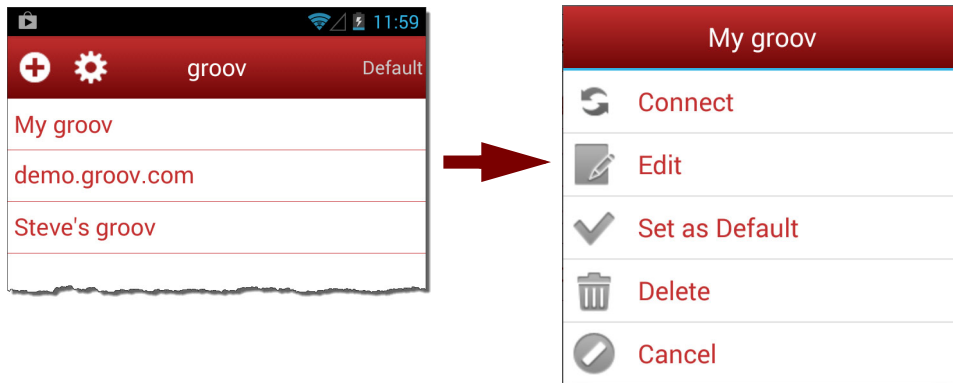 11:59
groov
Default
My groov
demo.groov.com
Steve's groov
My groov
Connect
Edit
Set as Default
Delete
Cancel